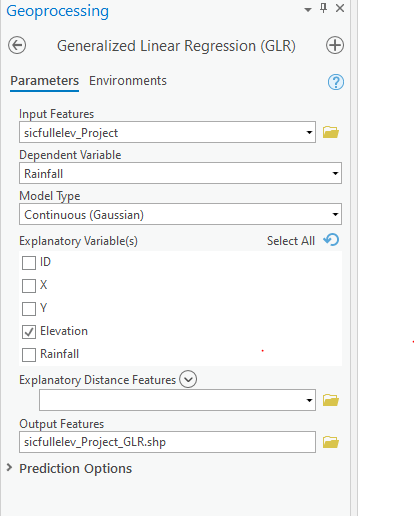 Geoprocessing
Generalized Linear Regression (GLR)
Parameters Environments
Input Features
sicfullelev_Project
Dependent Variable
Rainfall
Model Type
Continuous (Gaussian)
Explanatory Variable(s) Select All
ID
X
Y
Elevation
Rainfall
Explanatory Distance Features
Output Features
sicfullelev_Project_GLR.shp
Prediction Options